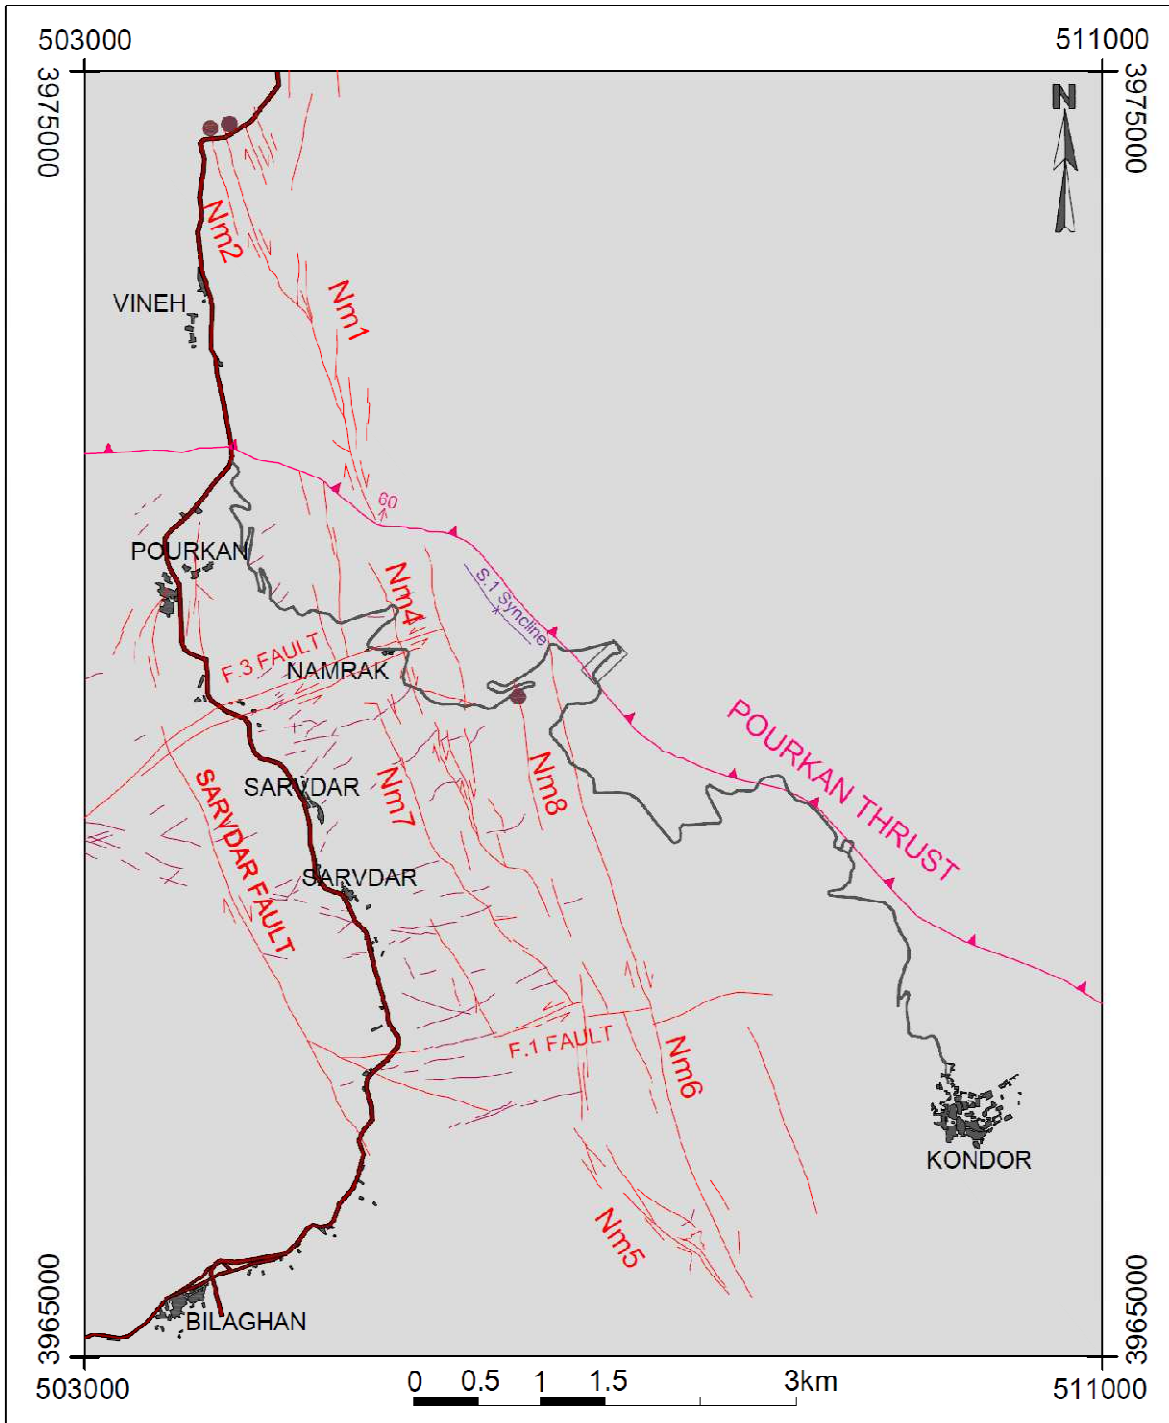 503000
511000
3975000
3975000
N
Nm2
VINEH
Nm1
60
POURKAN
S.1 Syncline
Nm4
F.3 FAULT
NAMRAK
POURKAN THRUST
SARVDAR
Nm7
Nm8
SARVDAR FAULT
SARVDAR
F.1 FAULT
Nm6
KONDOR
Nm5
3965000
3995000
BILAGHAN
503000
0 0.5 1 1.5 3km
511000